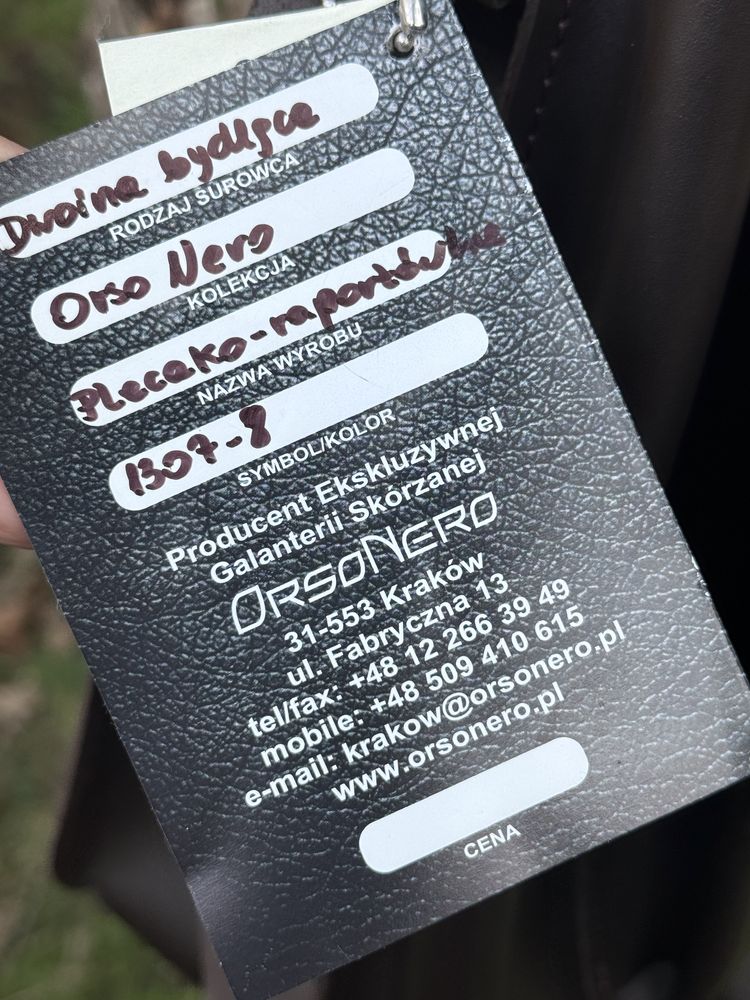 Dwoina bydlęca
RODZAJ SUROWCA
Orso Nero
KOLEKCJA
Plecako-raportówka
NAZWA WYROBU
1307-8
SYMBOL/KOLOR
Producent Ekskluzywnej
Galanterii Skórzanej
ORSONERO
31-553 Kraków
ul. Fabryczna 13
tel/fax: +48 12 266 39 49
mobile: +48 509 410 615
e-mail: krakow@orsonero.pl
www.orsonero.pl
CENA